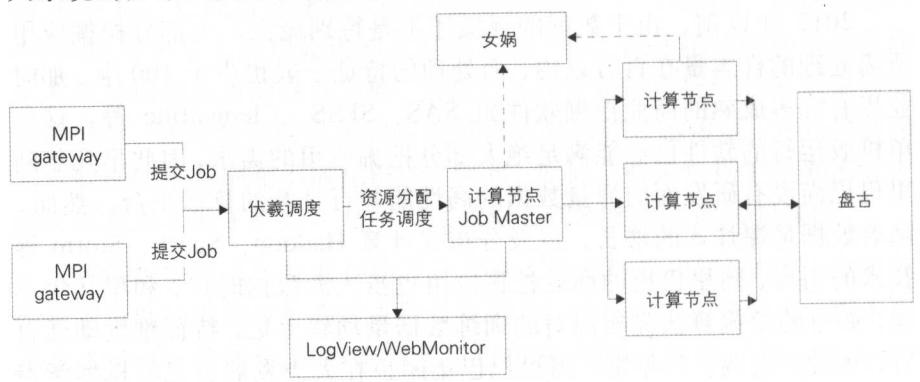 女娲
计算节点
MPI
gateway
提交Job
伏羲调度
资源分配
任务调度
计算节点
Job Master
计算节点
盘古
提交Job
MPI
gateway
计算节点
LogView/WebMonitor